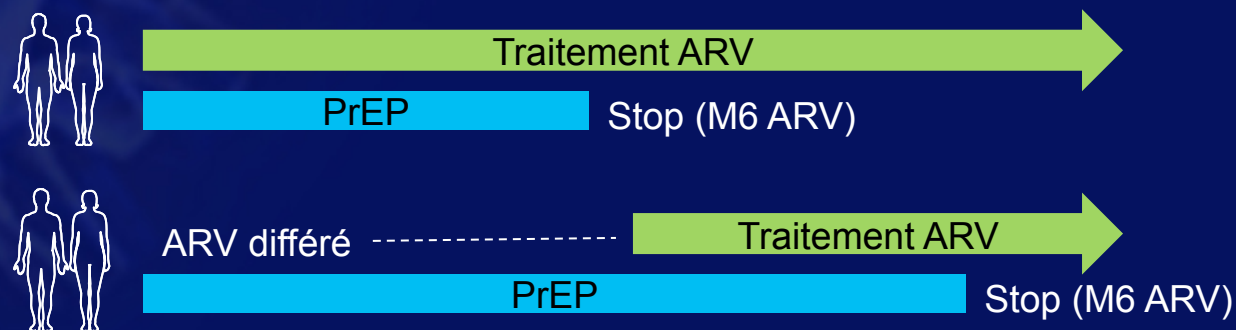 Traitement ARV
PrEP Stop (M6 ARV)
ARV différé Traitement ARV
PrEP Stop (M6 ARV)